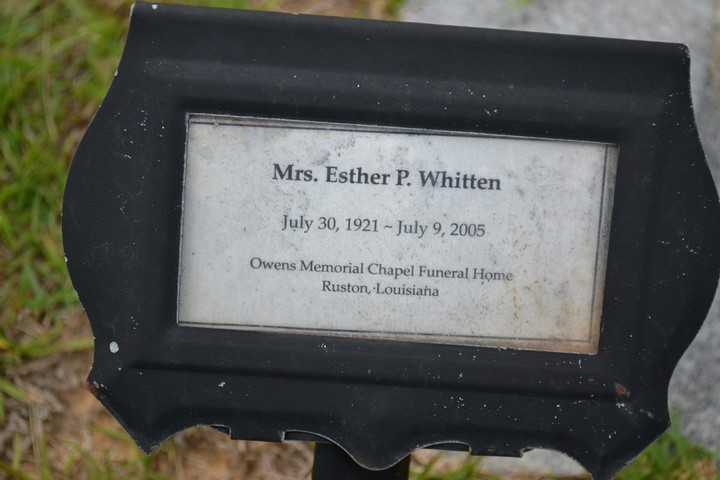 Mrs. Esther P. Whitten
July 30, 1921 ~ July 9, 2005
Owens Memorial Chapel Funeral Home
Ruston, Louisiana